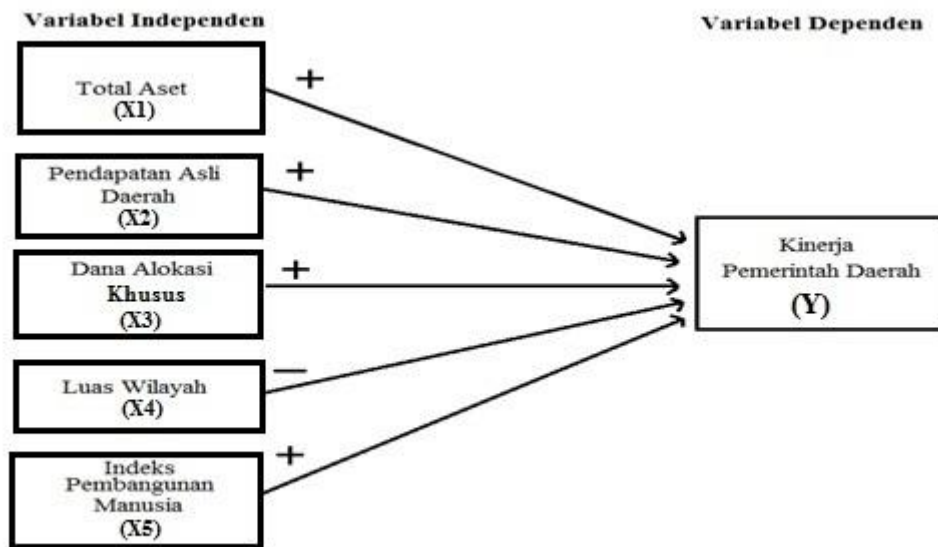 Variabel Independen
Variabel Dependen
Total Aset
(X1)
+
Pendapatan Asli
Daerah
(X2)
+
Dana Alokasi
Khusus
(X3)
+
Luas Wilayah
(X4)
−
Indeks
Pembangunan
Manusia
(X5)
+
Kinerja
Pemerintah Daerah
(Y)